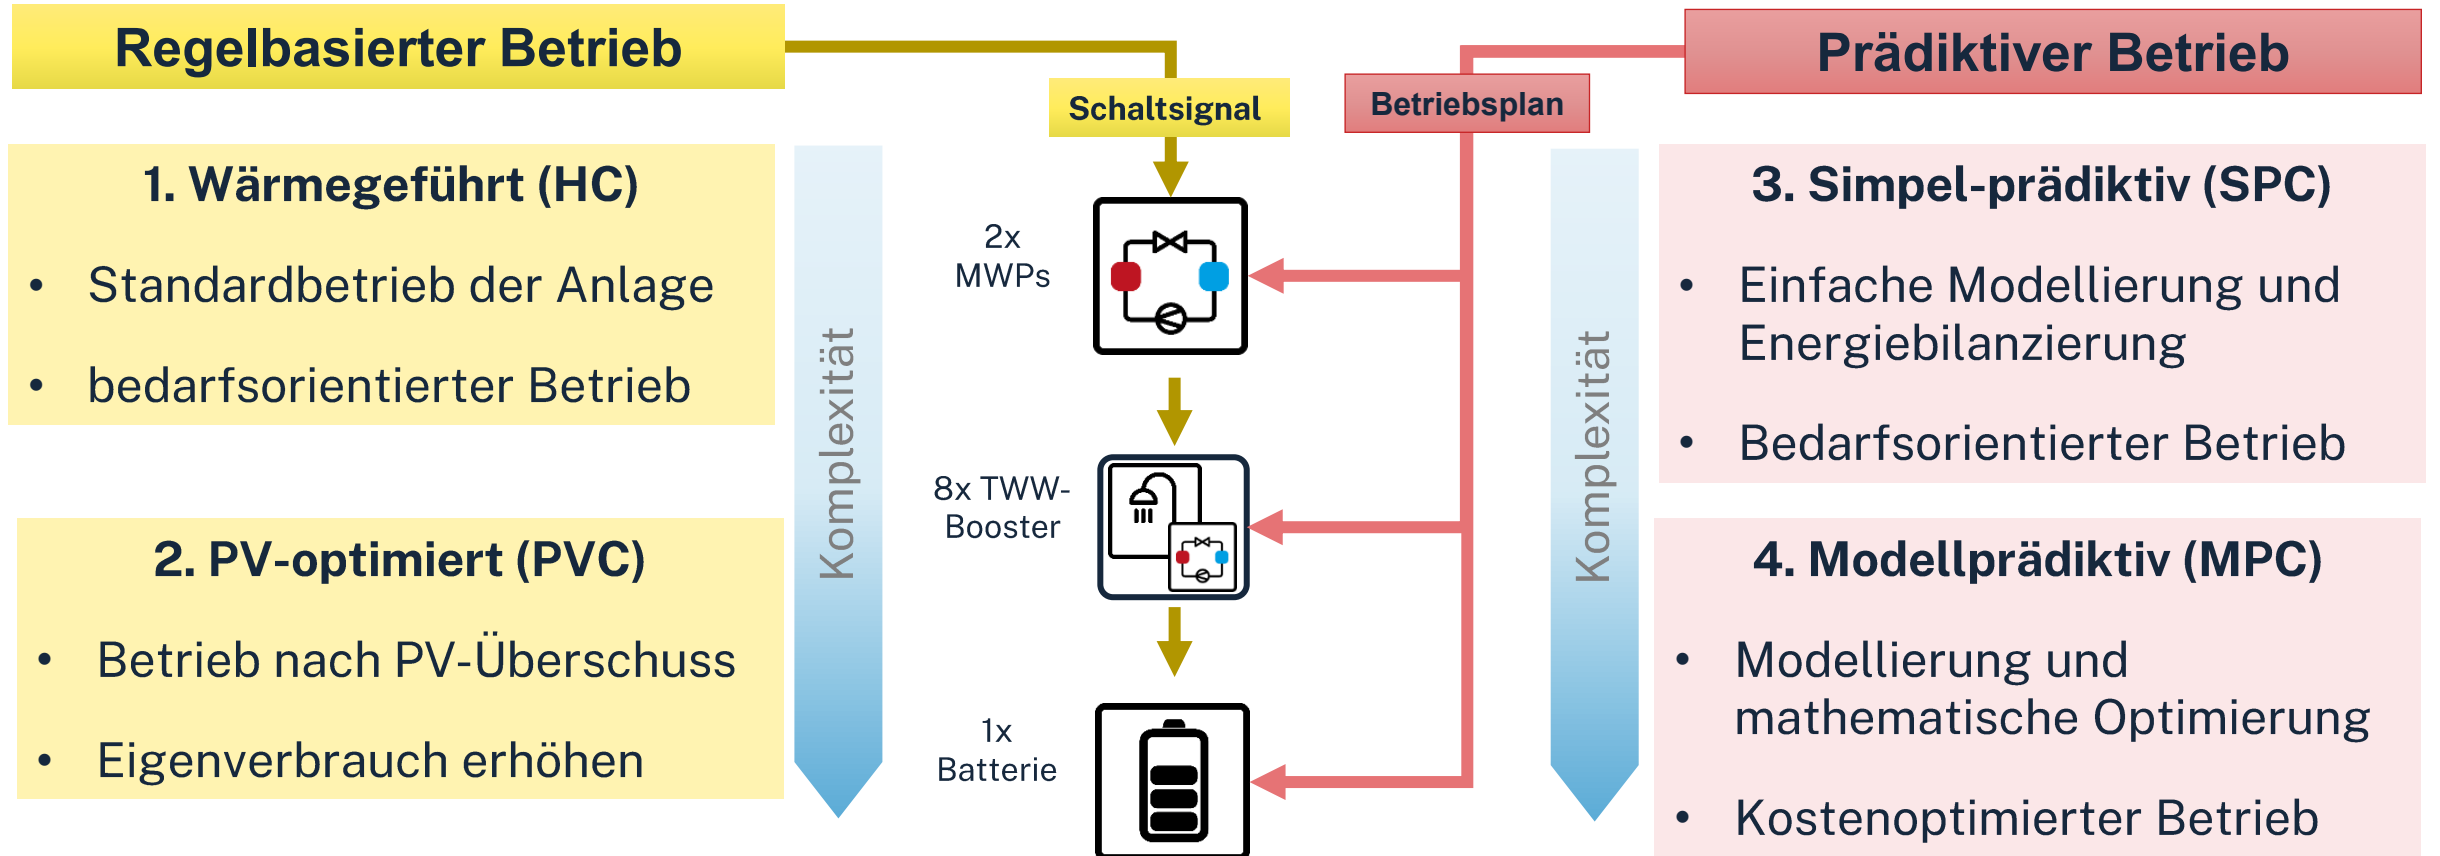 Regelbasierter Betrieb
Prädiktiver Betrieb
Schaltsignal
Betriebsplan
1. Wärmegeführt (HC)
• Standardbetrieb der Anlage
• bedarfsorientierter Betrieb
2. PV-optimiert (PVC)
• Betrieb nach PV-Überschuss
• Eigenverbrauch erhöhen
Komplexität
2x
MWPs
8x TWW-
Booster
1x
Batterie
Komplexität
3. Simpel-prädiktiv (SPC)
• Einfache Modellierung und
Energiebilanzierung
• Bedarfsorientierter Betrieb
4. Modellprädiktiv (MPC)
• Modellierung und
mathematische Optimierung
• Kostenoptimierter Betrieb